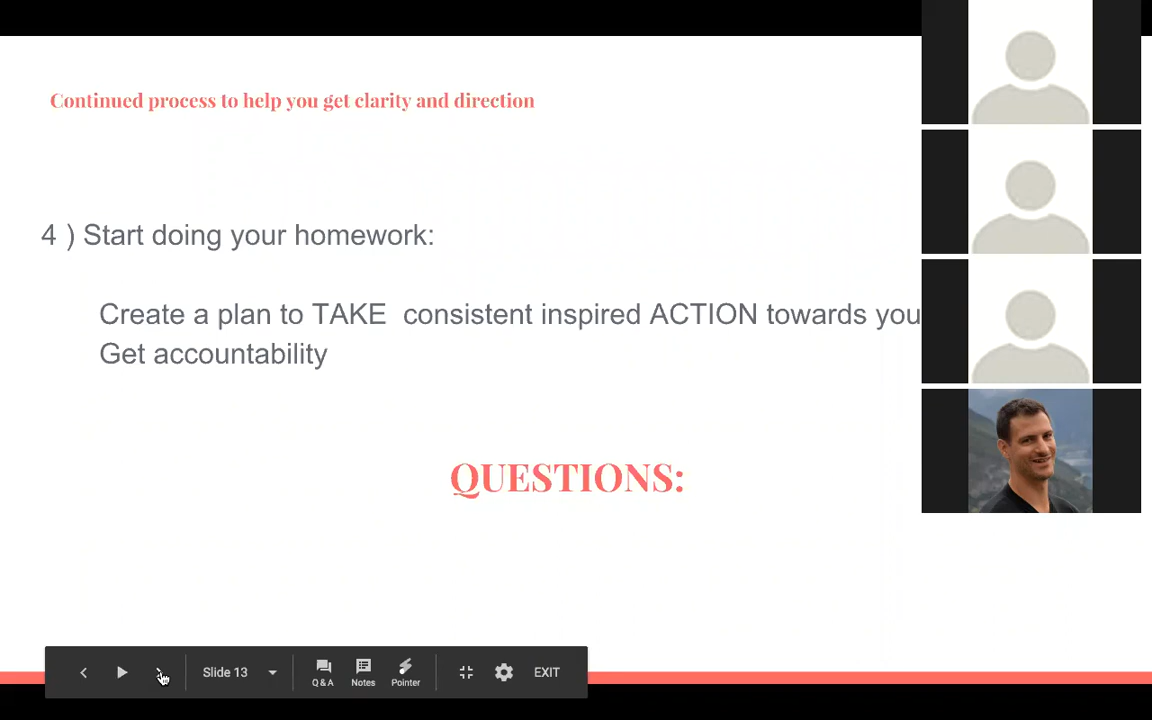 Continued process to help you get clarity and direction
4 ) Start doing your homework:
Create a plan to TAKE  consistent inspired ACTION towards you
Get accountability
QUESTIONS:
Slide 13
Q & A
Notes
Pointer
EXIT